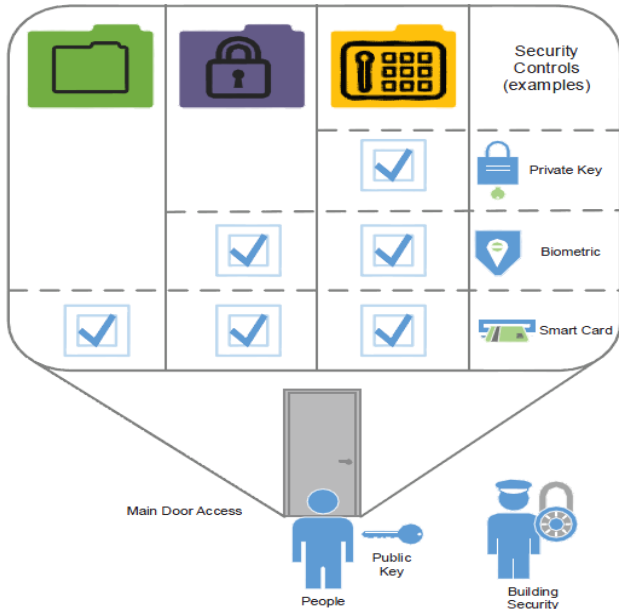 Security
Controls
(examples)
Private Key
Biometric
Smart Card
Main Door Access
Public
Key
People
Building
Security